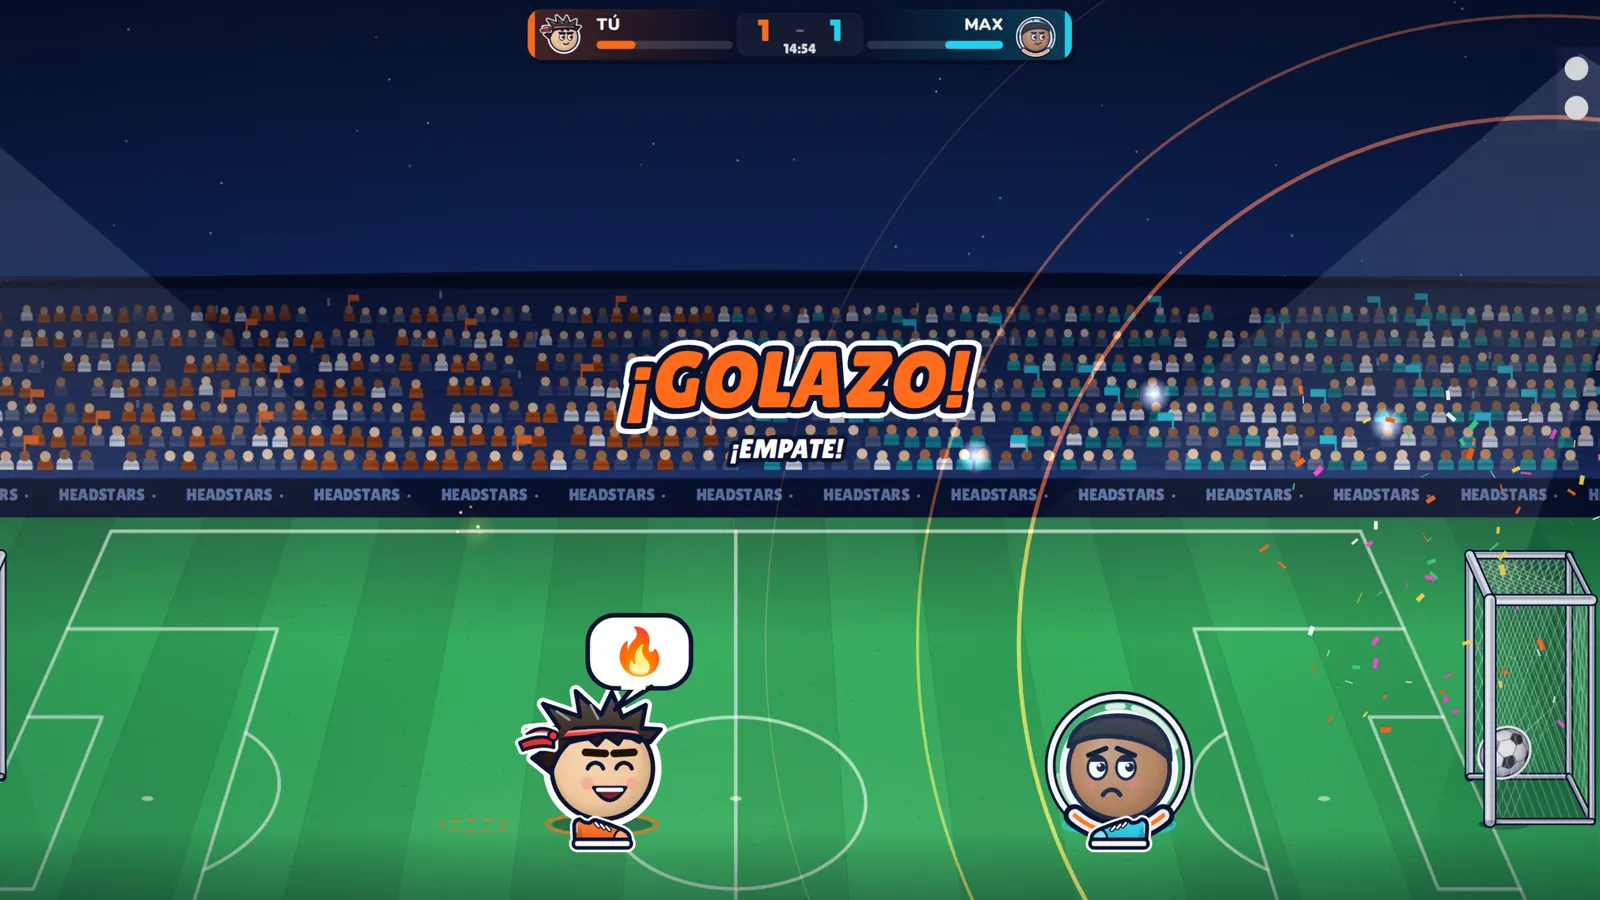 TÚ
1 - 1
MAX
14:54
¡GOLAZO!
¡EMPATE!
RS · HEADSTARS · HEADSTARS · HEADSTARS · HEADSTARS · HEADSTARS · HEADSTARS · HEADSTARS · HEADSTARS · HEADSTARS · HEADSTARS · HEADSTARS · HEADSTARS · H